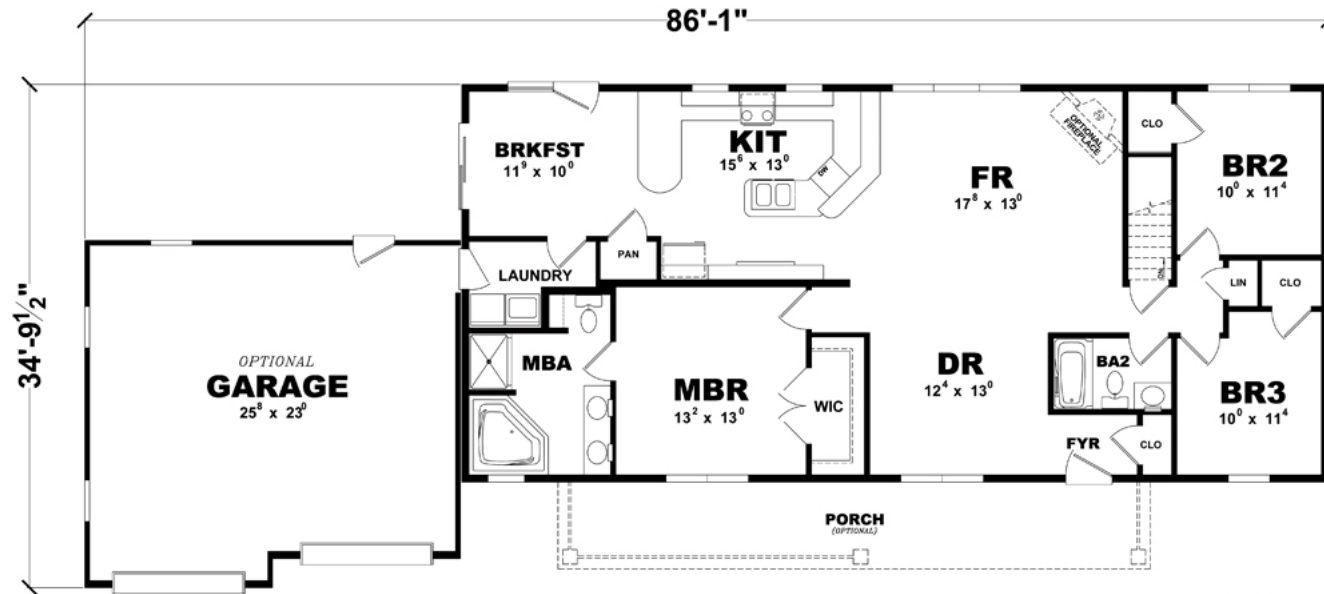 86'-1"
34'-9½"
BRKFST
11⁹ x 10⁰
KIT
15⁶ x 13⁰
DW
OPTIONAL
FIREPLACE
FR
17⁸ x 13⁰
CLO
BR2
10⁰ x 11⁴
PAN
LAUNDRY
DN
LIN
CLO
OPTIONAL
GARAGE
25⁸ x 23⁰
MBA
MBR
13² x 13⁰
WIC
DR
12⁴ x 13⁰
BA2
BR3
10⁰ x 11⁴
FYR
CLO
PORCH
(OPTIONAL)